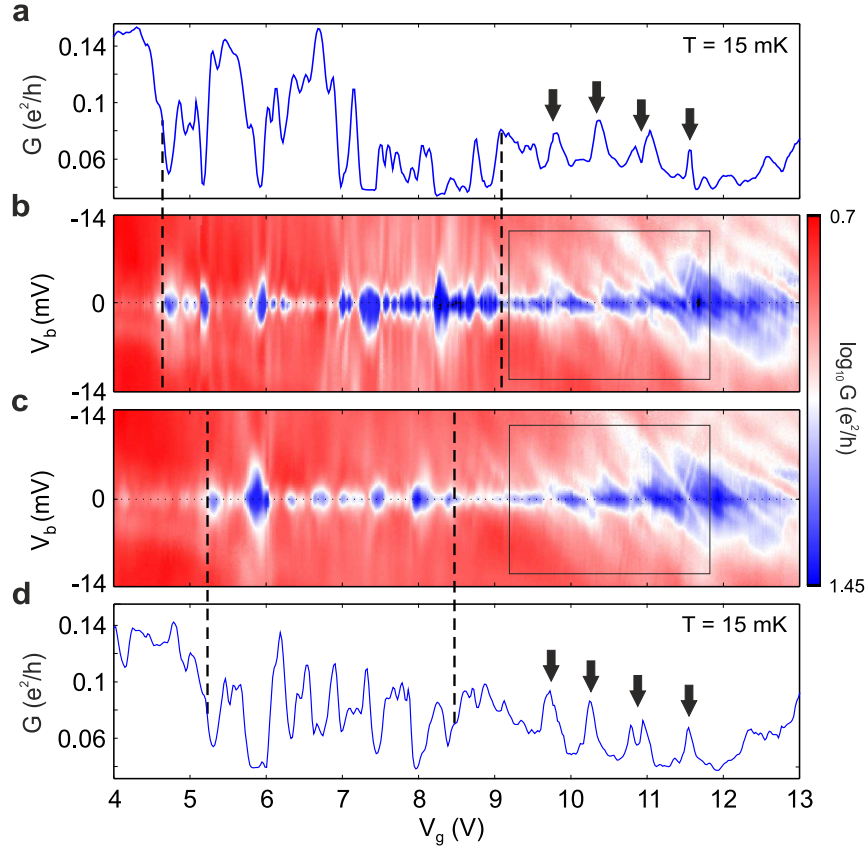 a
T = 15 mK
0.14
0.1
0.06
G (e²/h)
b
-14
0
-14
V_b (mV)
0.7
log₁₀ G (e²/h)
1.45
c
-14
0
-14
V_b (mV)
d
T = 15 mK
0.14
0.1
0.06
G (e²/h)
4 5 6 7 8 9 10 11 12 13
V_g (V)